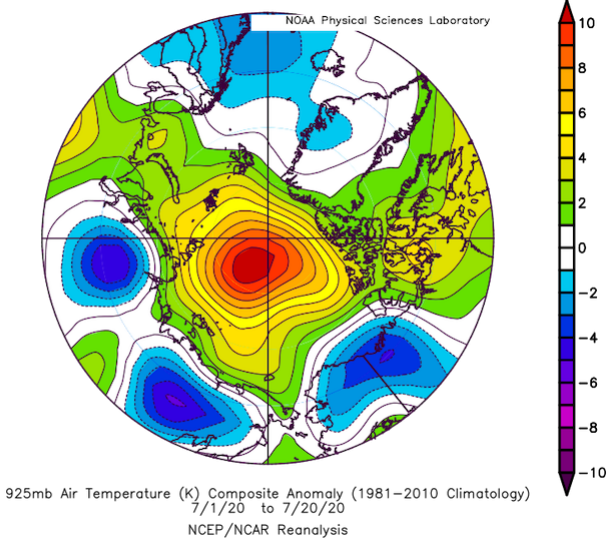 NOAA Physical Sciences Laboratory
10
8
6
4
2
0
−2
−4
−6
−8
−10
925mb Air Temperature (K) Composite Anomaly (1981−2010 Climatology)
7/1/20 to 7/20/20
NCEP/NCAR Reanalysis